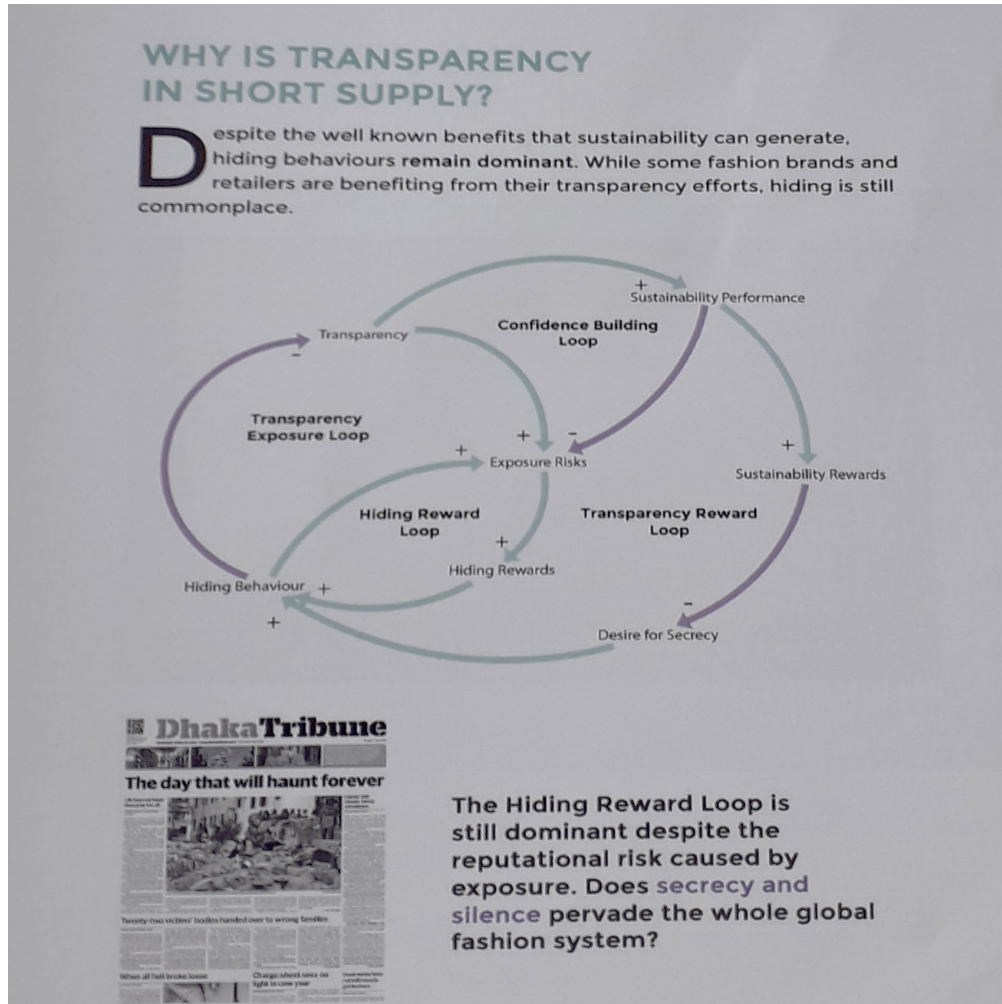 WHY IS TRANSPARENCY
IN SHORT SUPPLY?
Despite the well known benefits that sustainability can generate,
hiding behaviours remain dominant. While some fashion brands and
retailers are benefiting from their transparency efforts, hiding is still
commonplace.
+
Sustainability Performance
Transparency
–
Confidence Building
Loop
Transparency
Exposure Loop
+
+
–
Exposure Risks
+
Sustainability Rewards
Hiding Reward
Loop
Transparency Reward
Loop
+
Hiding Rewards
Hiding Behaviour
+
+
–
Desire for Secrecy
DhakaTribune
The day that will haunt forever
Twenty-two victims' bodies handed over to wrong families
When all hell broke loose
The Hiding Reward Loop is
still dominant despite the
reputational risk caused by
exposure. Does secrecy and
silence pervade the whole global
fashion system?